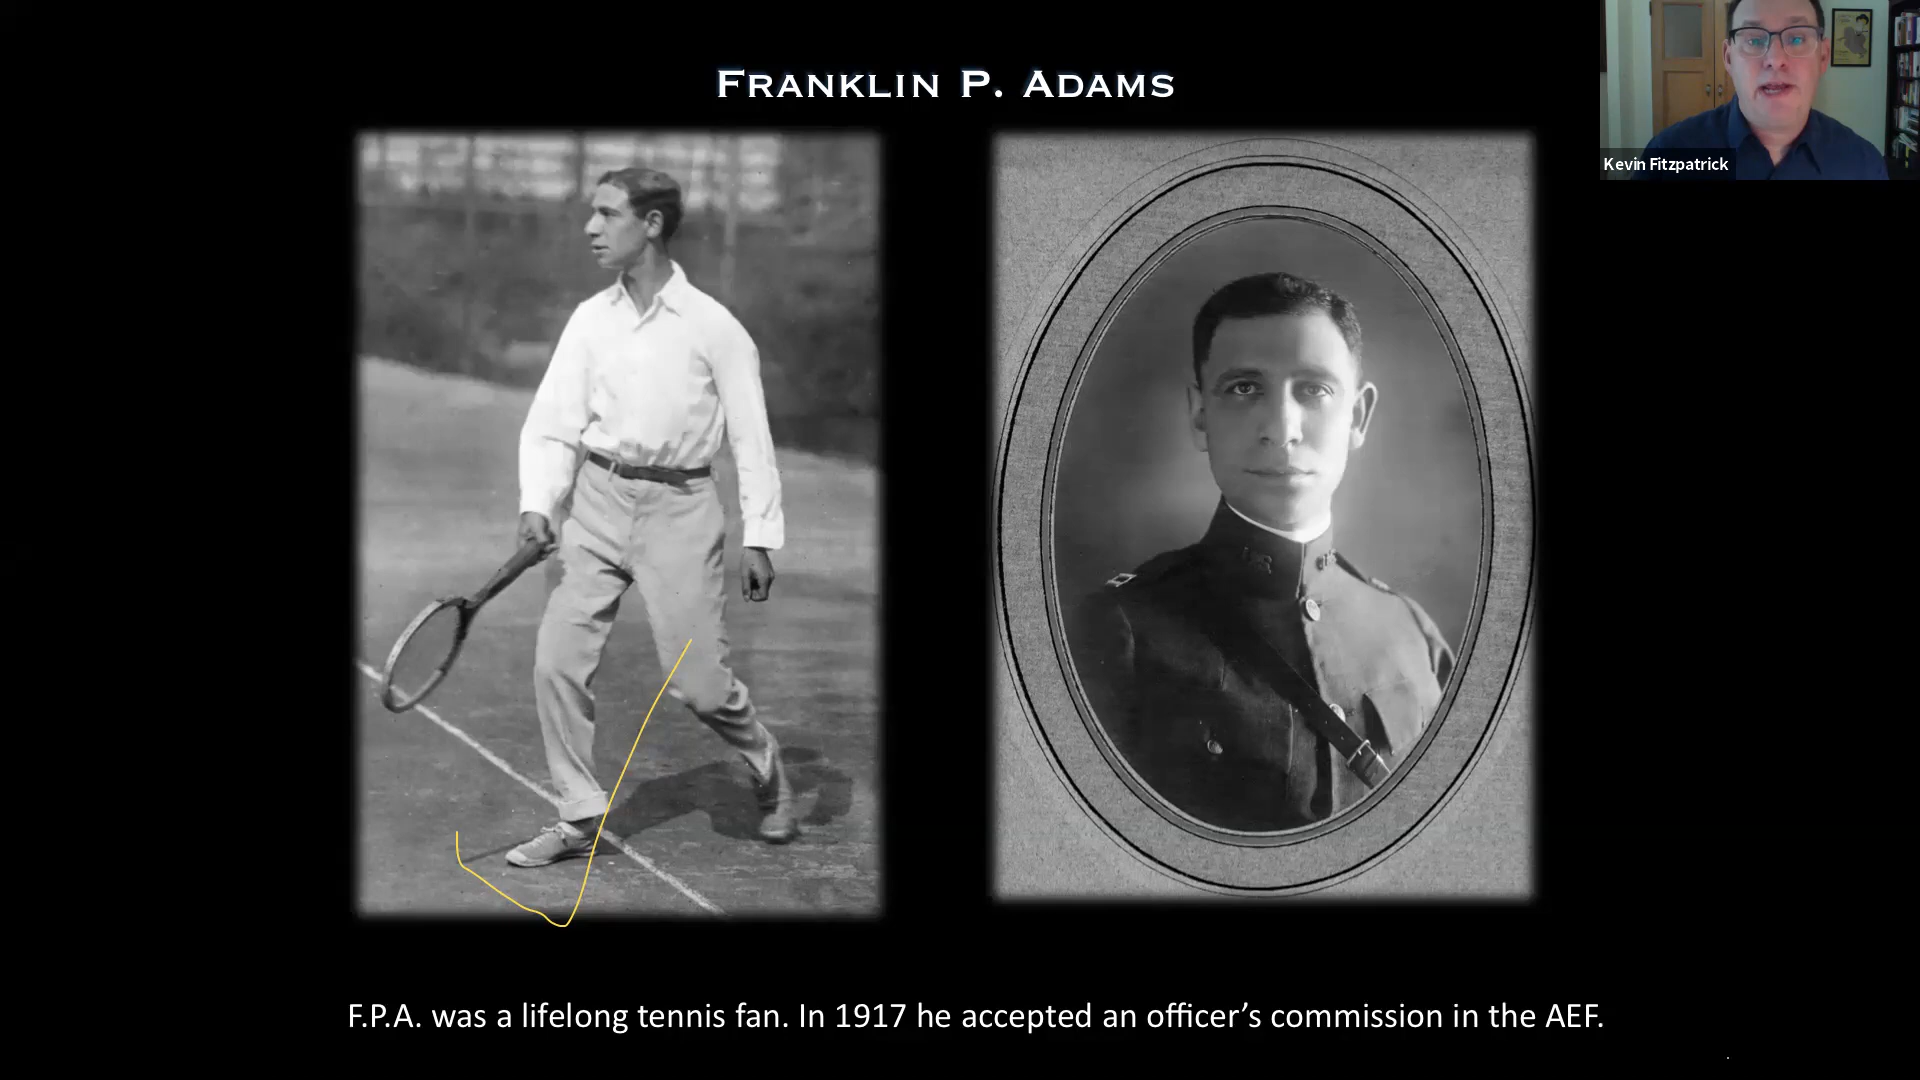 Franklin P. Adams
Kevin Fitzpatrick
F.P.A. was a lifelong tennis fan. In 1917 he accepted an officer’s commission in the AEF.